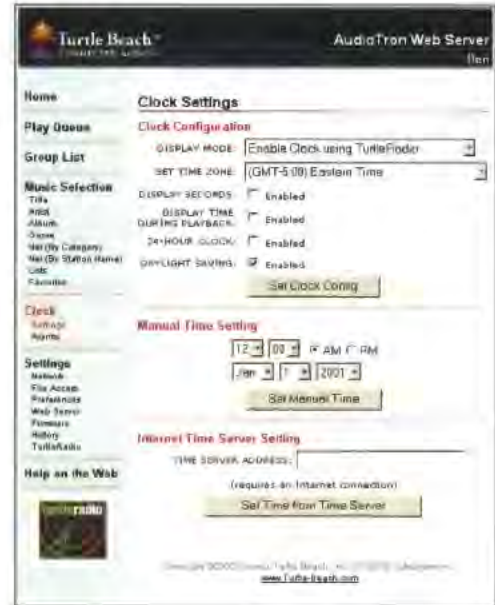 Turtle Beach
AudioTron Web Server
Home
Play Queue
Group List
Music Selection
Title
Artist
Album
Genre
Net (By Category)
Net (By Station Name)
Lists
Favorites
Clock
Settings
Alarms
Settings
Network
File Access
Preferences
Web Server
Firmware
History
TurtleRadio
Help on the Web
radio
Clock Settings
Clock Configuration
DISPLAY MODE: Enable Clock using TurtleRadio
SET TIME ZONE: (GMT-5:00) Eastern Time
DISPLAY SECONDS: Enabled
DISPLAY TIME
DURING PLAYBACK: Enabled
24-HOUR CLOCK: Enabled
DAYLIGHT SAVING: Enabled
Set Clock Config
Manual Time Setting
12 00 AM PM
Jan 1 2001
Set Manual Time
Internet Time Server Setting
TIME SERVER ADDRESS:
(requires an Internet connection)
Set Time from Time Server
www.Turtle-Beach.com